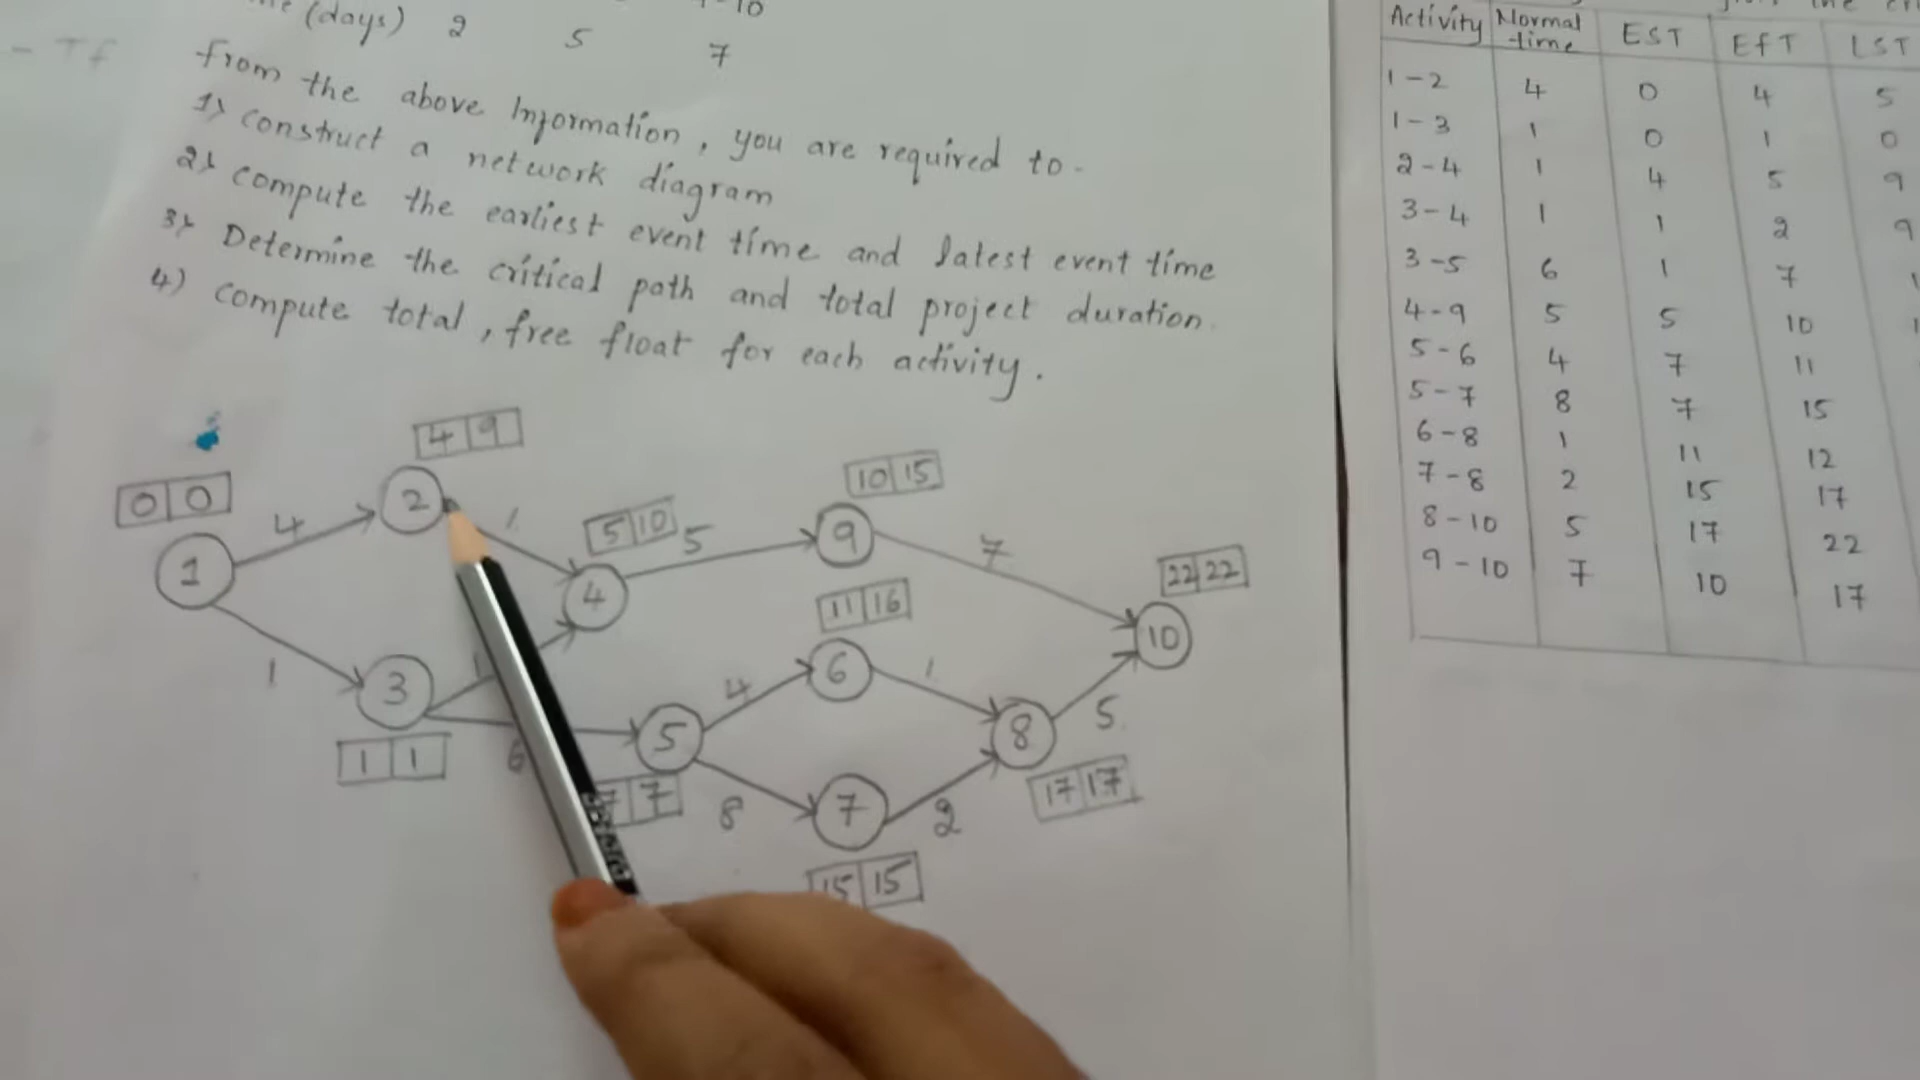 (days) 2 5 7
- Tf
from the above Information, you are required to -
1) construct a network diagram
2) compute the earliest event time and latest event time
3) Determine the critical path and total project duration.
4) compute total, free float for each activity.
0 0
4 9
5 10
10 15
11 16
22 22
1 1
7 7
15 15
17 17
1 2 3 4 5 6 7 8 9 10
4 1 1 1 6 5 7 4 1 8 2 5
Activity Normal time EST EFT LST
1-2 4 0 4 5
1-3 1 0 1 0
2-4 1 4 5 9
3-4 1 1 2 9
3-5 6 1 7
4-9 5 5 10
5-6 4 7 11
5-7 8 7 15
6-8 1 11 12
7-8 2 15 17
8-10 5 17 22
9-10 7 10 17